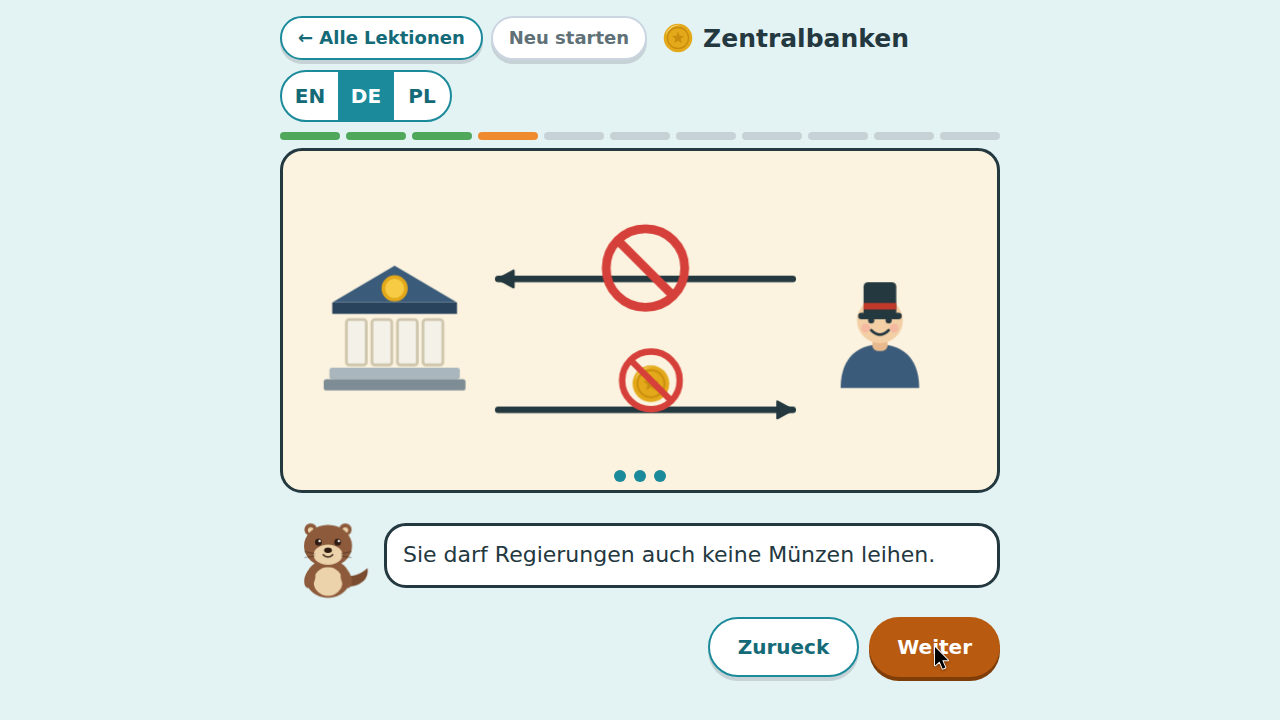 ← Alle Lektionen
Neu starten
Zentralbanken
EN DE PL
Sie darf Regierungen auch keine Münzen leihen.
Zurueck
Weiter